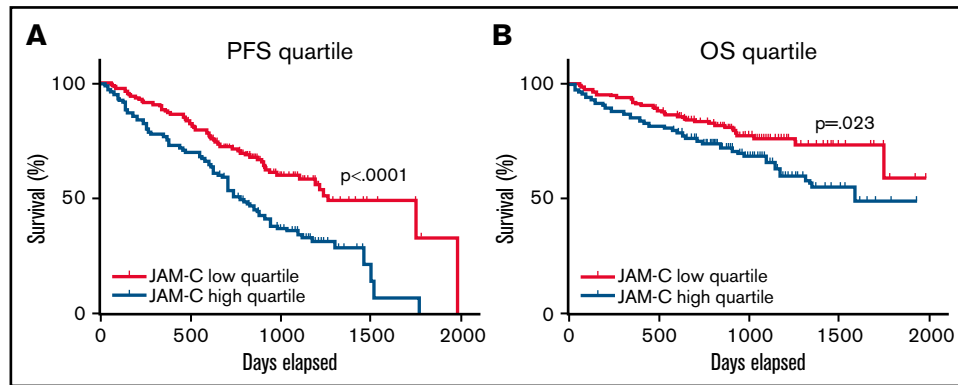 A
PFS quartile
100
50
0
Survival (%)
p<.0001
JAM-C low quartile
JAM-C high quartile
0 500 1000 1500 2000
Days elapsed
B
OS quartile
100
50
0
Survival (%)
p=.023
JAM-C low quartile
JAM-C high quartile
0 500 1000 1500 2000
Days elapsed